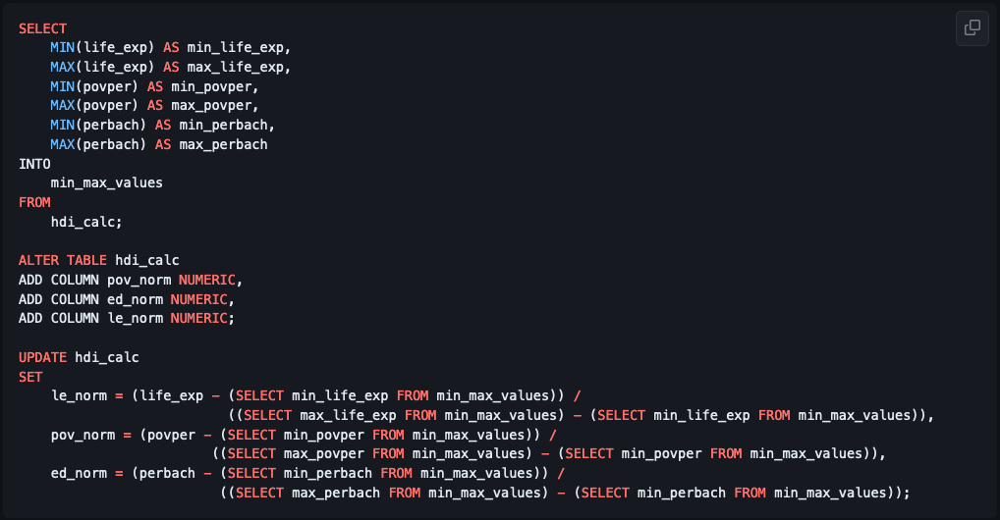 SELECT
    MIN(life_exp) AS min_life_exp,
    MAX(life_exp) AS max_life_exp,
    MIN(povper) AS min_povper,
    MAX(povper) AS max_povper,
    MIN(perbach) AS min_perbach,
    MAX(perbach) AS max_perbach
INTO
    min_max_values
FROM
    hdi_calc;

ALTER TABLE hdi_calc
ADD COLUMN pov_norm NUMERIC,
ADD COLUMN ed_norm NUMERIC,
ADD COLUMN le_norm NUMERIC;

UPDATE hdi_calc
SET
    le_norm = (life_exp - (SELECT min_life_exp FROM min_max_values)) /
                          ((SELECT max_life_exp FROM min_max_values) - (SELECT min_life_exp FROM min_max_values)),
    pov_norm = (povper - (SELECT min_povper FROM min_max_values)) /
                        ((SELECT max_povper FROM min_max_values) - (SELECT min_povper FROM min_max_values)),
    ed_norm = (perbach - (SELECT min_perbach FROM min_max_values)) /
                         ((SELECT max_perbach FROM min_max_values) - (SELECT min_perbach FROM min_max_values));